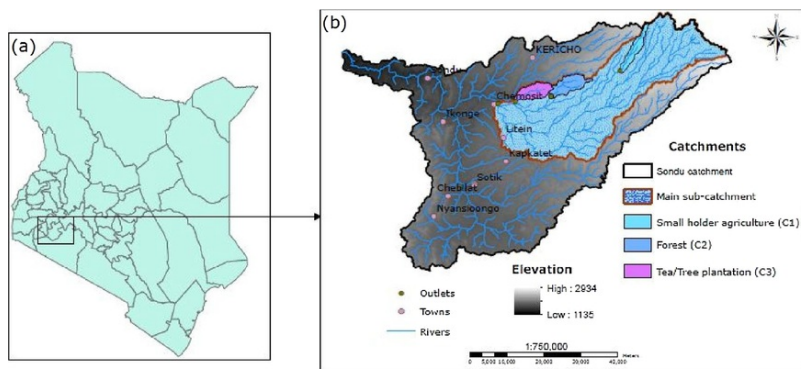 (a)
(b)
KERICHO
Chemosit
Ikonge
Litein
Kapkatet
Sotik
Chebilat
Nyansioongo
Catchments
Sondu catchment
Main sub-catchment
Small holder agriculture (C1)
Forest (C2)
Tea/Tree plantation (C3)
Elevation
High : 2934
Low : 1135
Outlets
Towns
Rivers
1:750,000
0 5,000 10,000 20,000 30,000 40,000
Meters